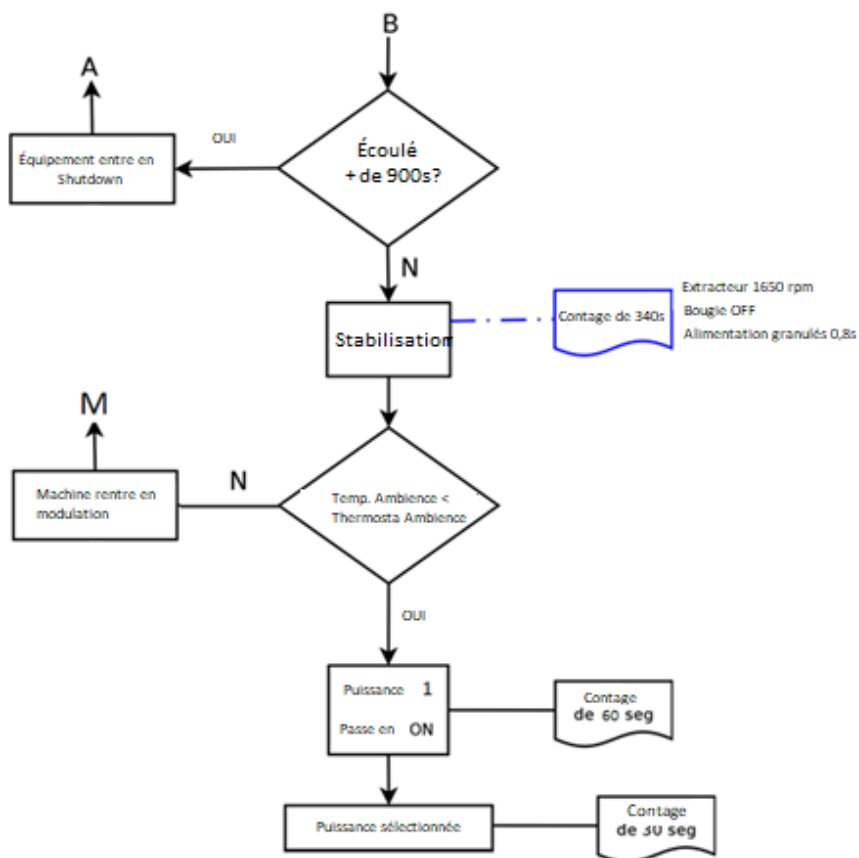 B
A
OUI
Écoulé
+ de 900s?
Équipement entre en
Shutdown
N
Stabilisation
Contage de 340s
Extracteur 1650 rpm
Bougie OFF
Alimentation granulés 0,8s
M
N
Machine rentre en
modulation
Temp. Ambience <
Thermosta Ambience
OUI
Puissance 1
Passe en ON
Contage
de 60 seg
Puissance sélectionnée
Contage
de 30 seg